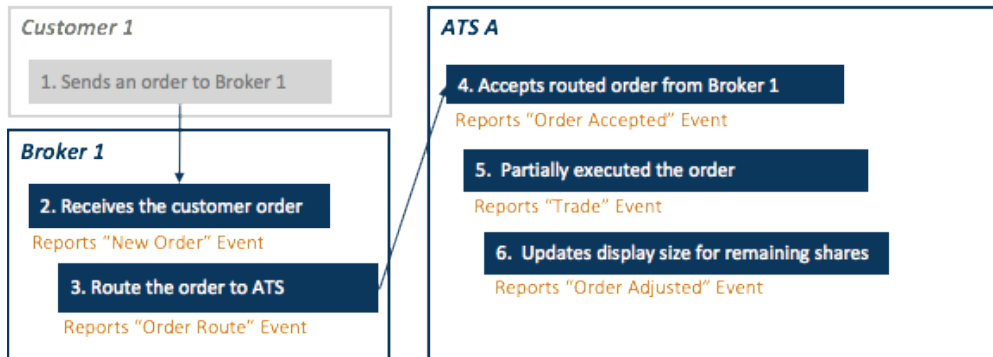 Customer 1
1. Sends an order to Broker 1
Broker 1
2. Receives the customer order
Reports “New Order” Event
3. Route the order to ATS
Reports “Order Route” Event
ATS A
4. Accepts routed order from Broker 1
Reports “Order Accepted” Event
5. Partially executed the order
Reports “Trade” Event
6. Updates display size for remaining shares
Reports “Order Adjusted” Event